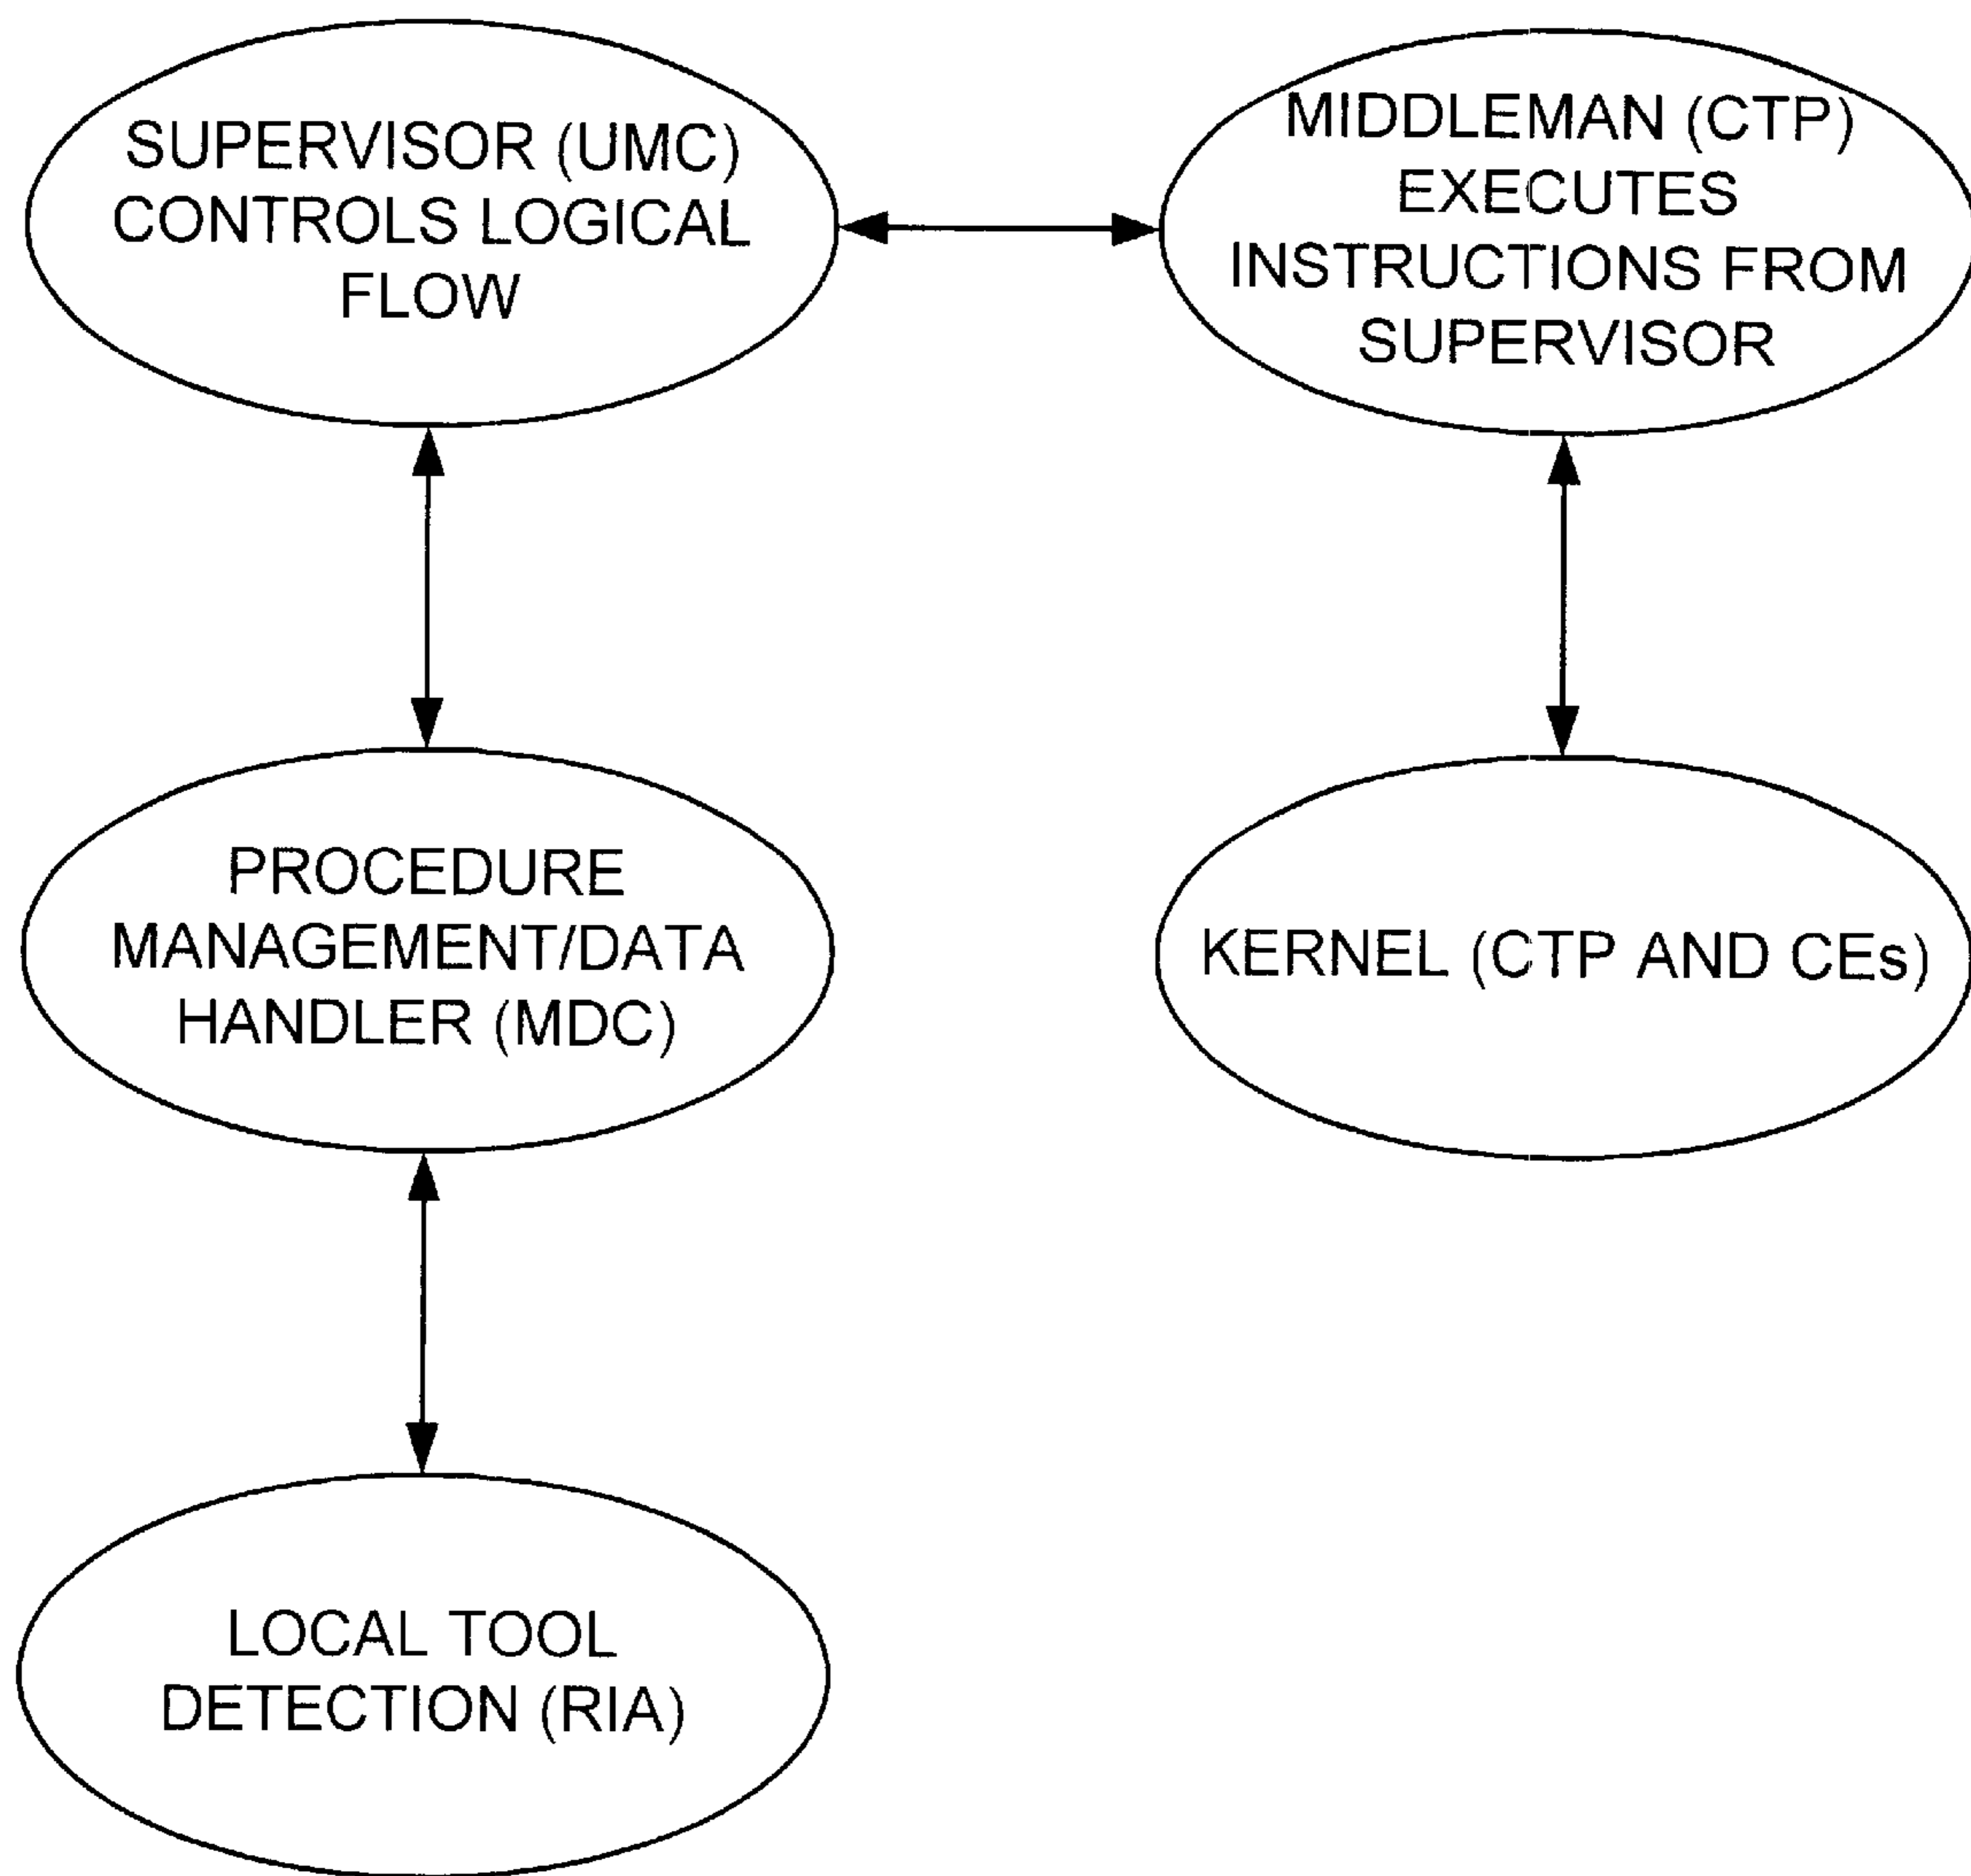 SUPERVISOR (UMC)
CONTROLS LOGICAL
FLOW
MIDDLEMAN (CTP)
EXECUTES
INSTRUCTIONS FROM
SUPERVISOR
PROCEDURE
MANAGEMENT/DATA
HANDLER (MDC)
KERNEL (CTP AND CEs)
LOCAL TOOL
DETECTION (RIA)